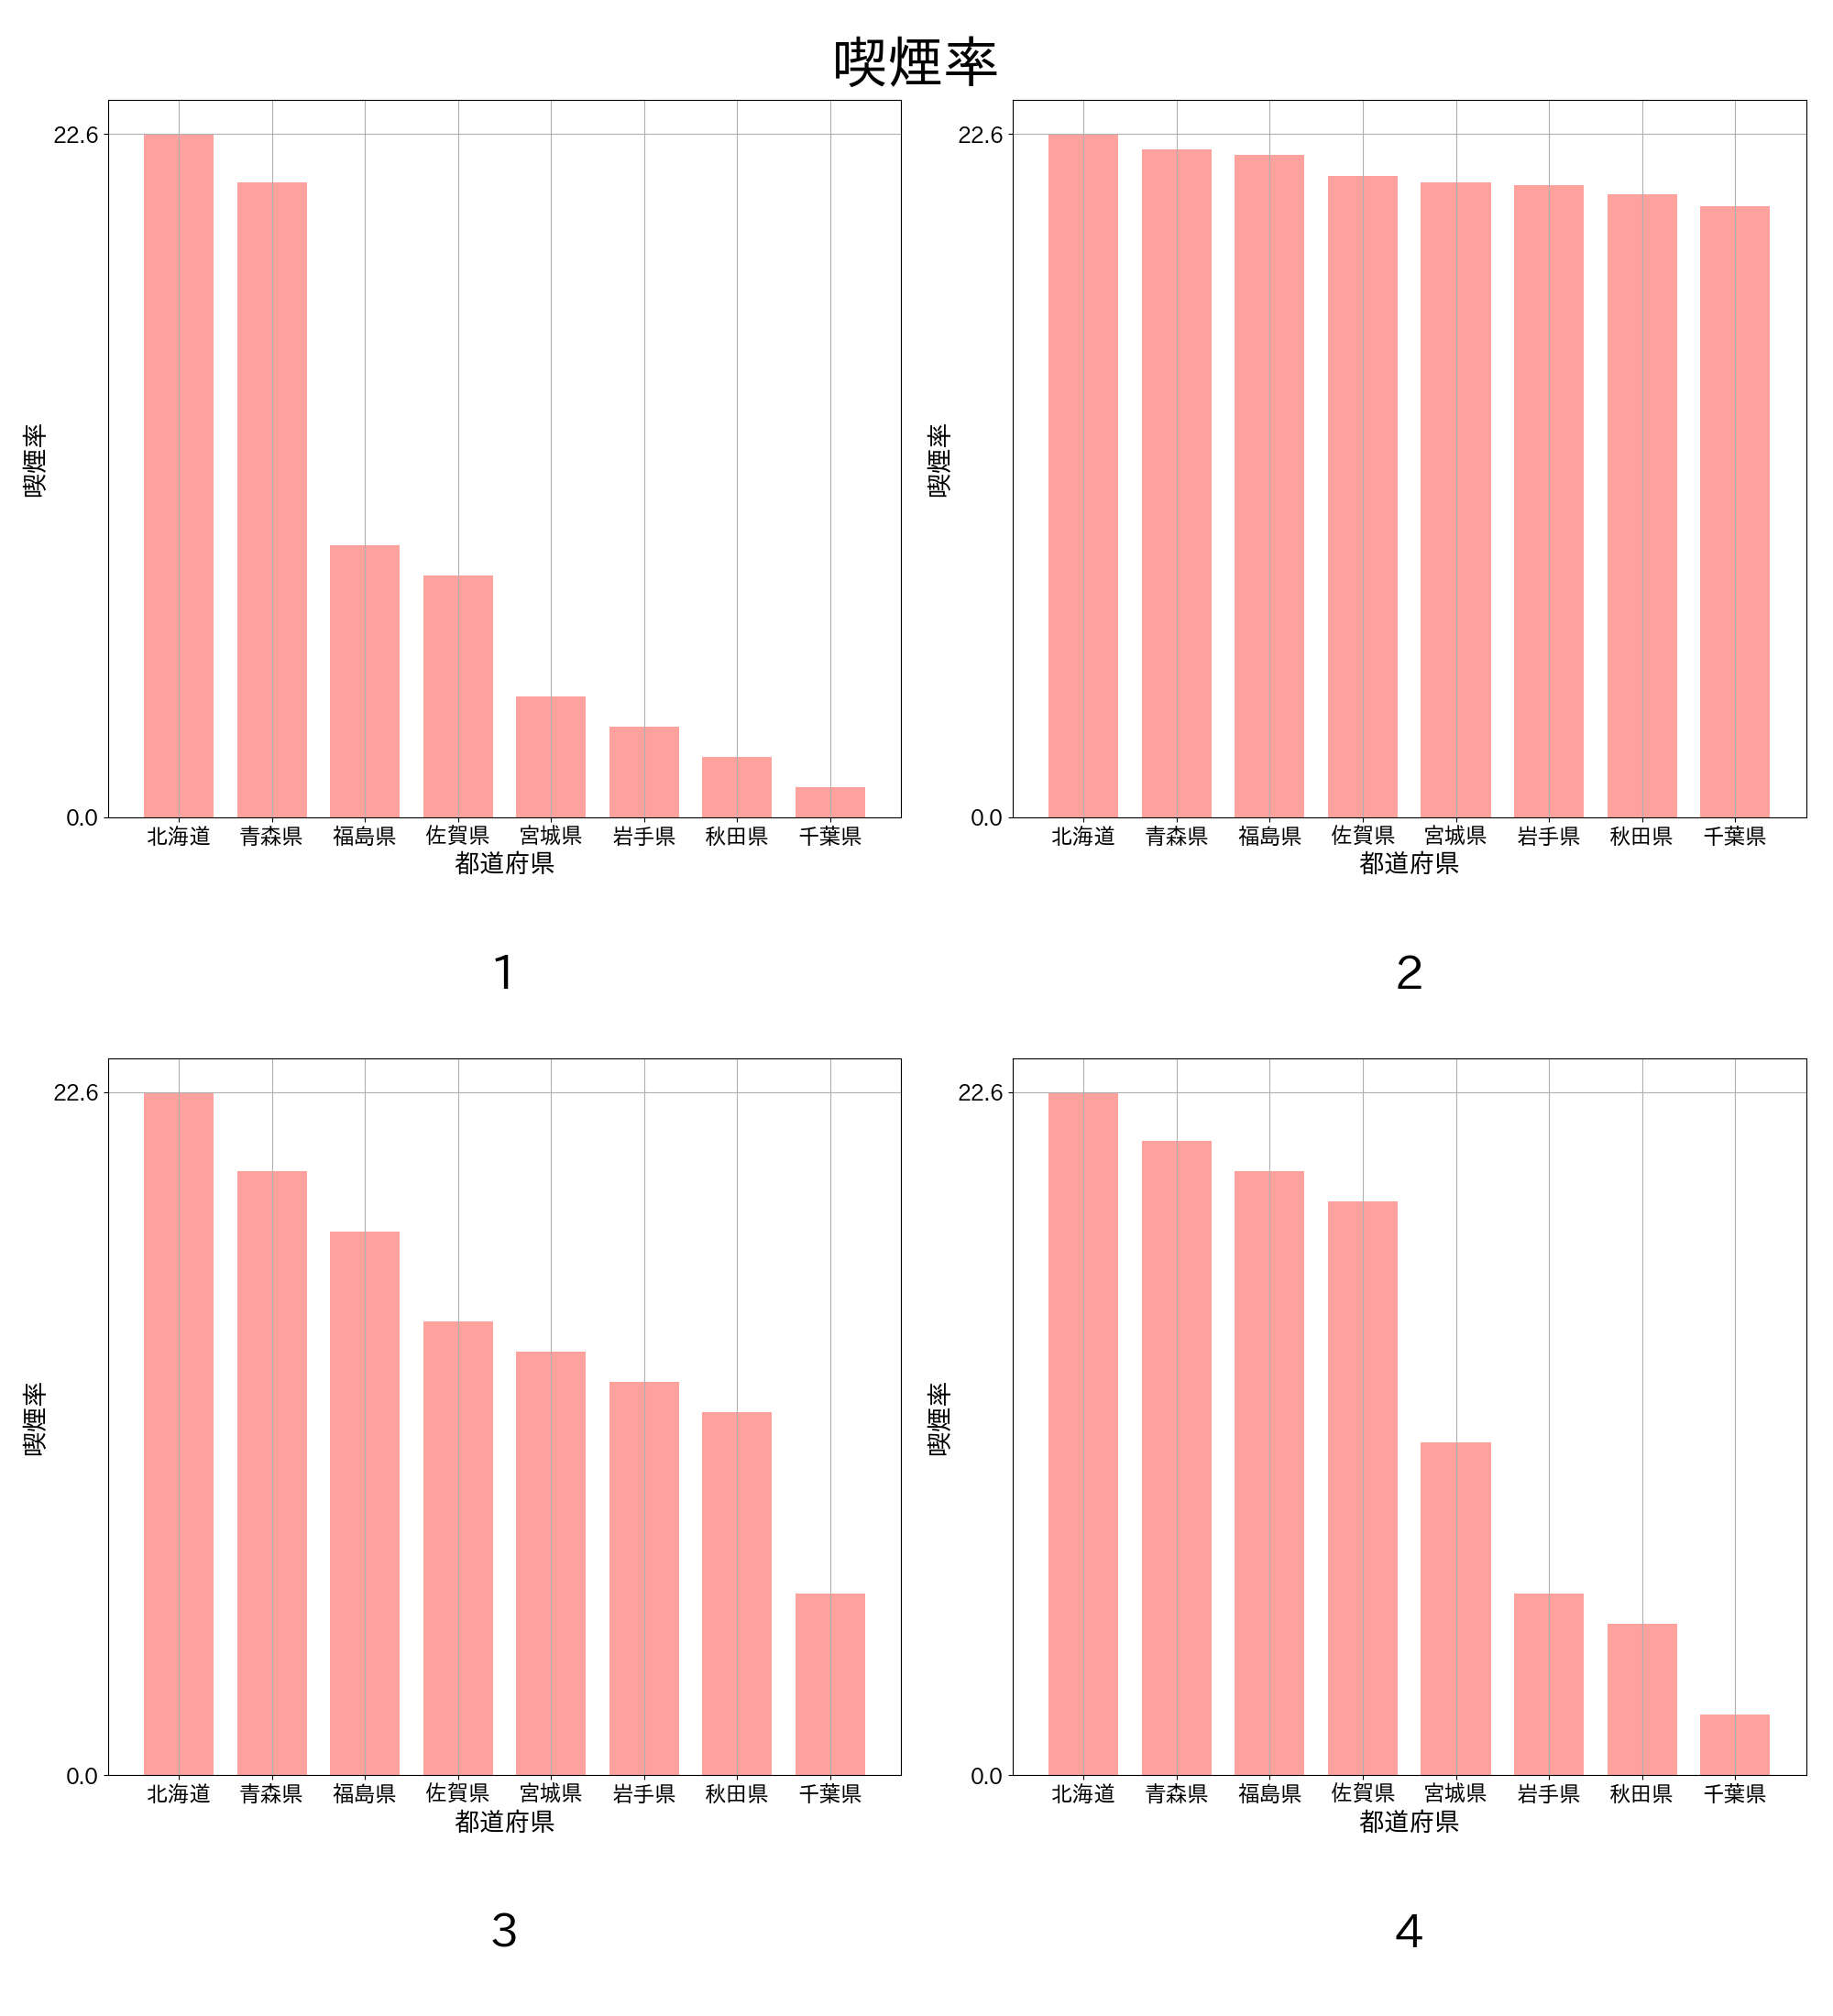 喫煙率
22.6
0.0
喫煙率
北海道 青森県 福島県 佐賀県 宮城県 岩手県 秋田県 千葉県
都道府県
1
22.6
0.0
喫煙率
北海道 青森県 福島県 佐賀県 宮城県 岩手県 秋田県 千葉県
都道府県
2
22.6
0.0
喫煙率
北海道 青森県 福島県 佐賀県 宮城県 岩手県 秋田県 千葉県
都道府県
3
22.6
0.0
喫煙率
北海道 青森県 福島県 佐賀県 宮城県 岩手県 秋田県 千葉県
都道府県
4